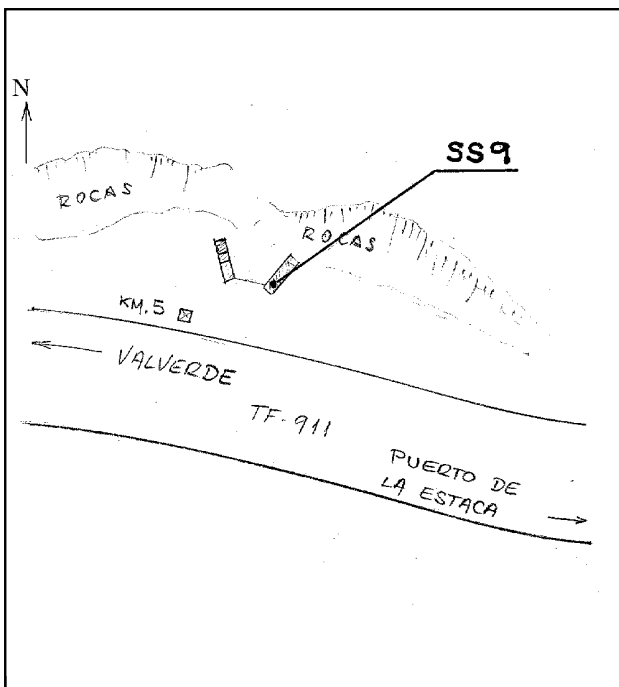 N
SS9
ROCAS
ROCAS
KM.5
VALVERDE
TF-911
PUERTO DE
LA ESTACA